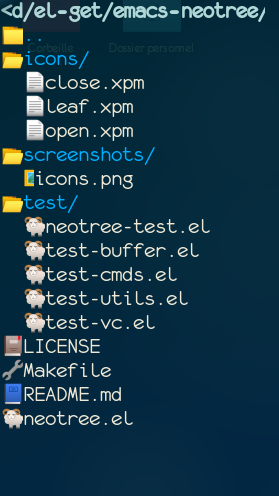 <d/el-get/emacs-neotree/
..
Corbeille Dossier personnel
icons/
close.xpm
leaf.xpm
open.xpm
screenshots/
icons.png
test/
neotree-test.el
test-buffer.el
test-cmds.el
test-utils.el
test-vc.el
LICENSE
Makefile
README.md
neotree.el